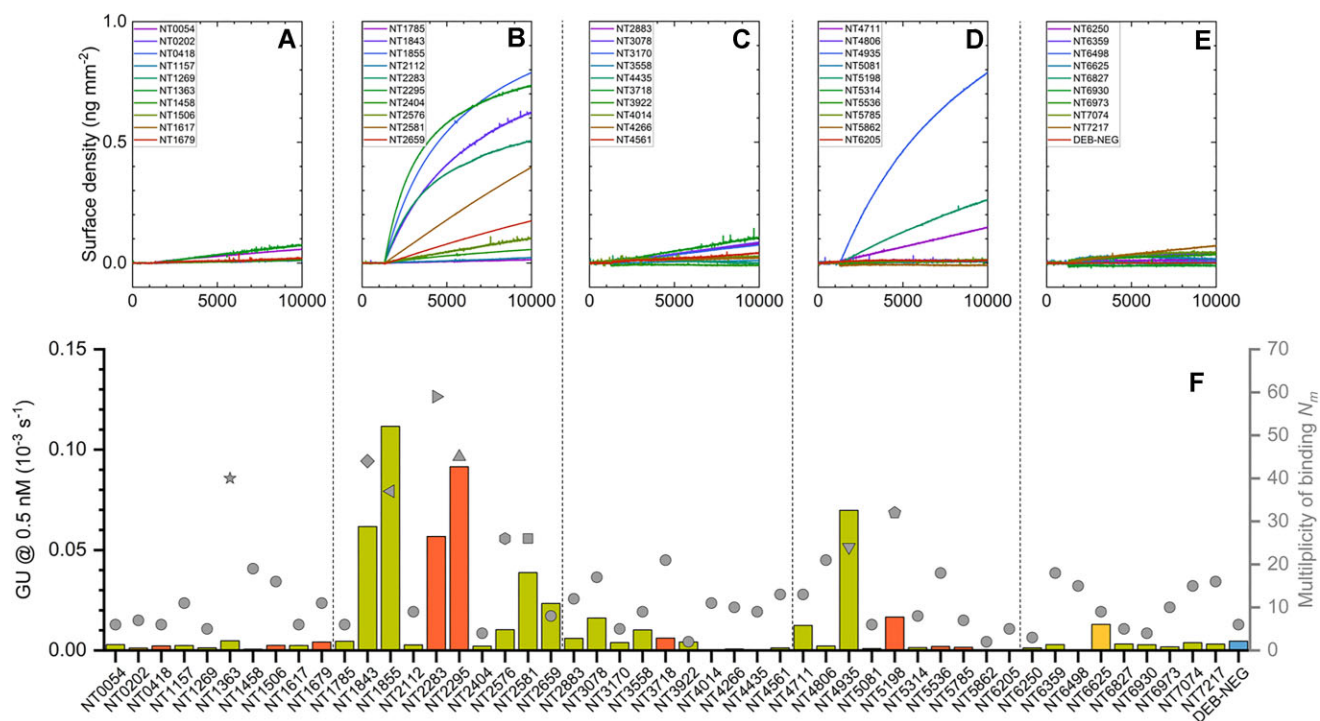 A
B
C
D
E
NT0054
NT0202
NT0418
NT1157
NT1269
NT1363
NT1458
NT1506
NT1617
NT1679
NT1785
NT1843
NT1855
NT2112
NT2283
NT2295
NT2404
NT2576
NT2581
NT2659
NT2883
NT3078
NT3170
NT3558
NT4435
NT3718
NT3922
NT4014
NT4266
NT4561
NT4711
NT4806
NT4935
NT5081
NT5198
NT5314
NT5536
NT5785
NT5862
NT6205
NT6250
NT6359
NT6498
NT6625
NT6827
NT6930
NT6973
NT7074
NT7217
DEB-NEG
Surface density (ng mm⁻²)
1.0
0.5
0.0
0 5000 10000
0 5000 10000
0 5000 10000
0 5000 10000
0 5000 10000
F
GU @ 0.5 nM (10⁻³ s⁻¹)
0.15
0.10
0.05
0.00
70
60
50
40
30
20
10
0
Multilplicity of binding Nm
NT0054
NT0202
NT0418
NT1157
NT1269
NT1363
NT1458
NT1506
NT1617
NT1679
NT1785
NT1843
NT1855
NT2112
NT2283
NT2295
NT2404
NT2576
NT2581
NT2659
NT2883
NT3078
NT3170
NT3558
NT3718
NT3922
NT4014
NT4266
NT4435
NT4561
NT4711
NT4806
NT4935
NT5081
NT5198
NT5314
NT5536
NT5785
NT5862
NT6205
NT6250
NT6359
NT6498
NT6625
NT6827
NT6930
NT6973
NT7074
NT7217
DEB-NEG